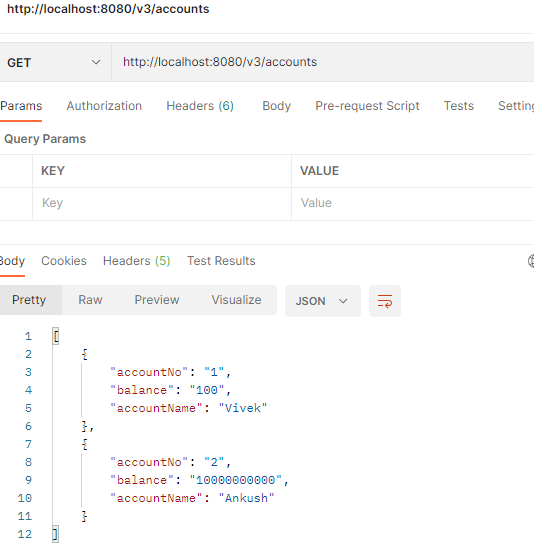 http://localhost:8080/v3/accounts
GET http://localhost:8080/v3/accounts
Params Authorization Headers (6) Body Pre-request Script Tests Setting
Query Params
KEY VALUE
Key Value
Body Cookies Headers (5) Test Results
Pretty Raw Preview Visualize JSON
1 [
2 {
3 "accountNo": "1",
4 "balance": "100",
5 "accountName": "Vivek"
6 },
7 {
8 "accountNo": "2",
9 "balance": "10000000000",
10 "accountName": "Ankush"
11 }
12 ]